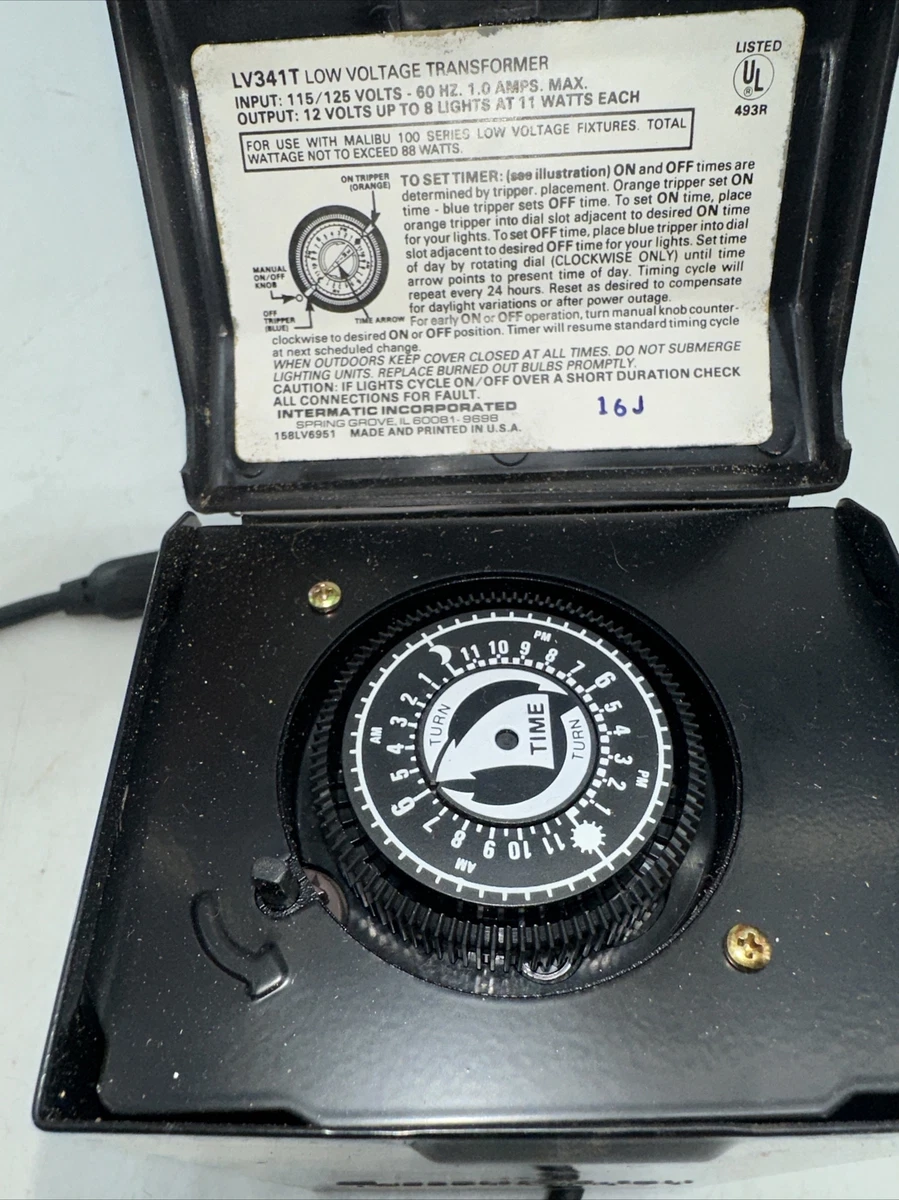 LISTED
UL
®
493R
LV341T LOW VOLTAGE TRANSFORMER
INPUT: 115/125 VOLTS - 60 HZ. 1.0 AMPS. MAX.
OUTPUT: 12 VOLTS UP TO 8 LIGHTS AT 11 WATTS EACH
FOR USE WITH MALIBU 100 SERIES LOW VOLTAGE FIXTURES. TOTAL
WATTAGE NOT TO EXCEED 88 WATTS.
ON TRIPPER
(ORANGE)
MANUAL
ON/OFF
KNOB
OFF
TRIPPER
(BLUE)
TIME ARROW
TO SET TIMER: (see illustration) ON and OFF times are
determined by tripper. placement. Orange tripper set ON
time - blue tripper sets OFF time. To set ON time, place
orange tripper into dial slot adjacent to desired ON time
for your lights. To set OFF time, place blue tripper into dial
slot adjacent to desired OFF time for your lights. Set time
of day by rotating dial (CLOCKWISE ONLY) until time
arrow points to present time of day. Timing cycle will
repeat every 24 hours. Reset as desired to compensate
for daylight variations or after power outage.
For early ON or OFF operation, turn manual knob counter-
clockwise to desired ON or OFF position. Timer will resume standard timing cycle
at next scheduled change.
WHEN OUTDOORS KEEP COVER CLOSED AT ALL TIMES. DO NOT SUBMERGE
LIGHTING UNITS. REPLACE BURNED OUT BULBS PROMPTLY.
CAUTION: IF LIGHTS CYCLE ON/OFF OVER A SHORT DURATION CHECK
ALL CONNECTIONS FOR FAULT.
INTERMATIC INCORPORATED
SPRING GROVE, IL 60081-9698
158LV6951 MADE AND PRINTED IN U.S.A.
16J
PM
11 10 9 8 7 6 5 4 3 2 1
PM
11 10 9 8 7 6 5 4 3 2 1
AM
AM
TURN
TIME
TURN